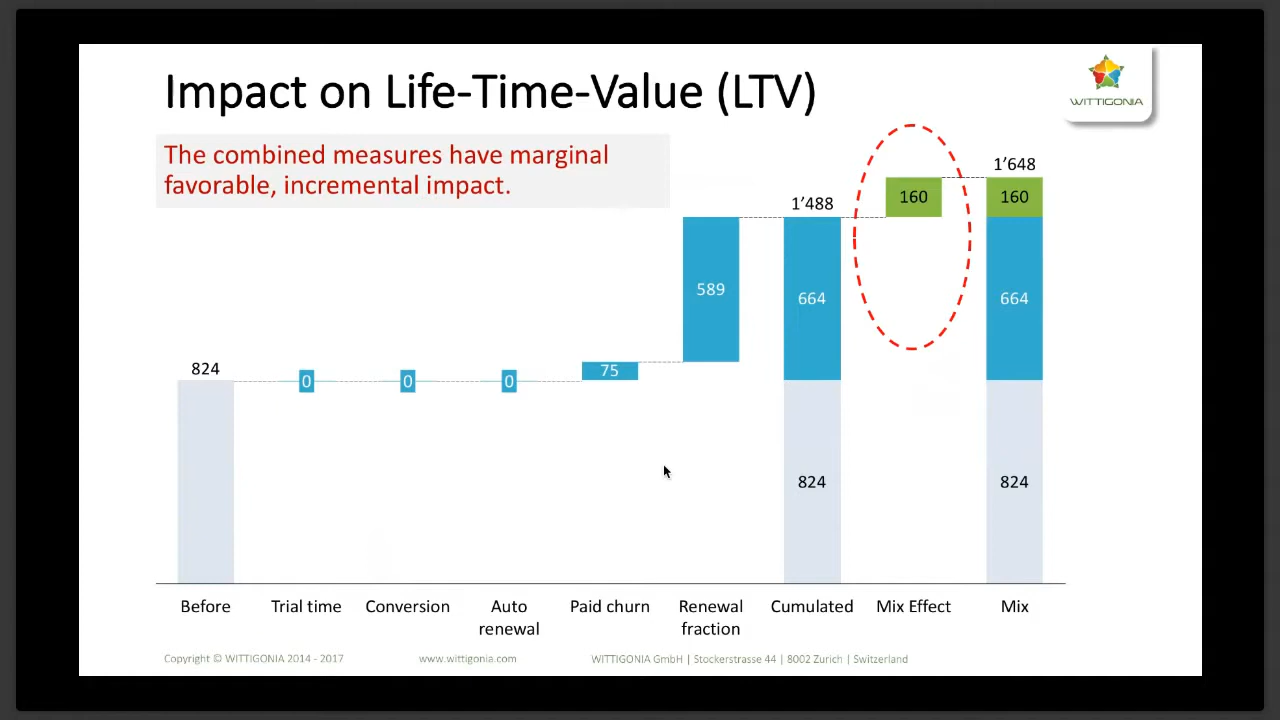 Impact on Life-Time-Value (LTV)
WITTIGONIA
The combined measures have marginal
favorable, incremental impact.
1’648
160
160
1’488
589
664
664
824
0
0
0
75
824
824
Before
Trial time
Conversion
Auto
renewal
Paid churn
Renewal
fraction
Cumulated
Mix Effect
Mix
Copyright © WITTIGONIA 2014 - 2017
www.wittigonia.com
WITTIGONIA GmbH | Stockerstrasse 44 | 8002 Zurich | Switzerland